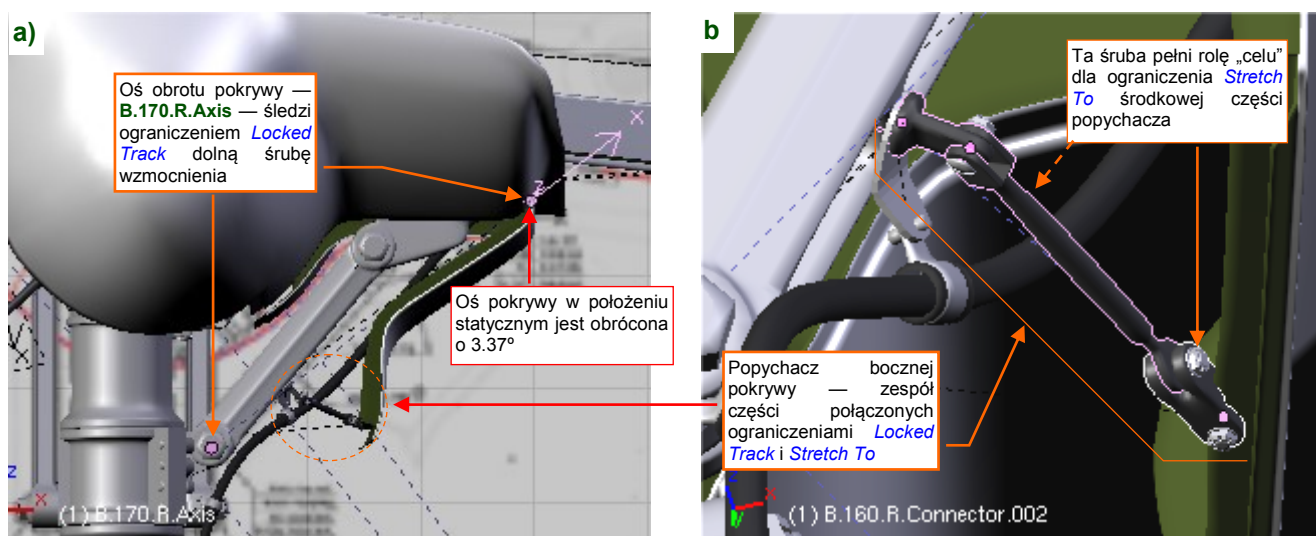 a)
Oś obrotu pokrywy —
B.170.R.Axis — śledzi
ograniczeniem Locked
Track dolną śrubę
wzmocnienia
X
Z
Oś pokrywy w położeniu
statycznym jest obrócona
o 3.37º
z
x
(1) B.170.R.Axis
b
Ta śruba pełni rolę „celu”
dla ograniczenia Stretch
To środkowej części
popychacza
Popychacz bocznej
pokrywy — zespół
części połączonych
ograniczeniami Locked
Track i Stretch To
z
x
y
(1) B.160.R.Connector.002